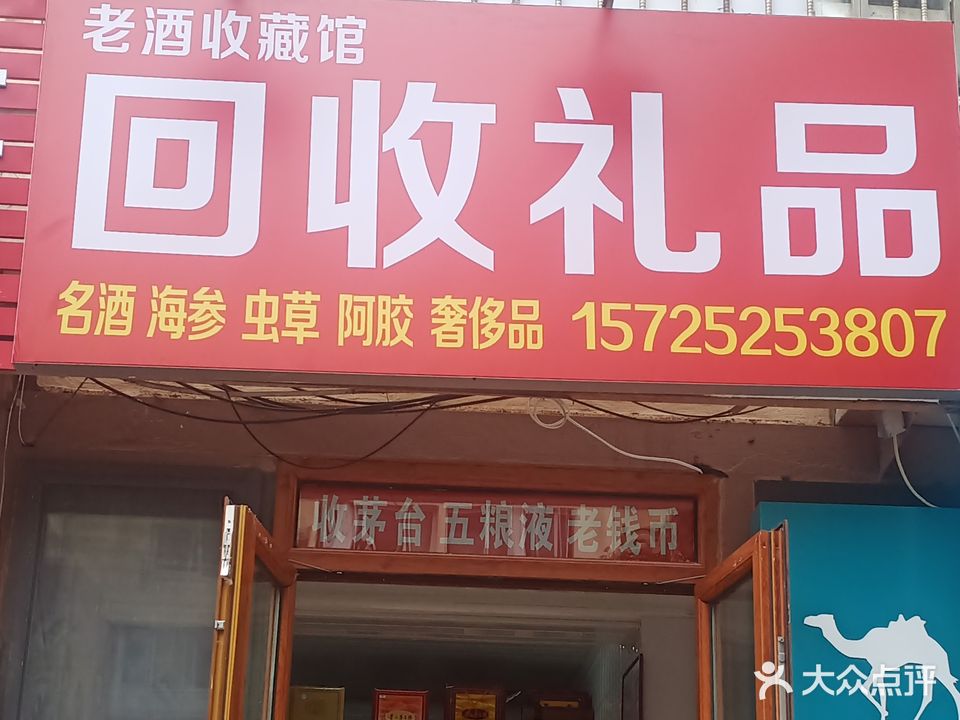 老酒收藏馆
回收礼品
名酒 海参 虫草 阿胶 奢侈品 15725253807
收茅台 五粮液 老钱币
大众点评